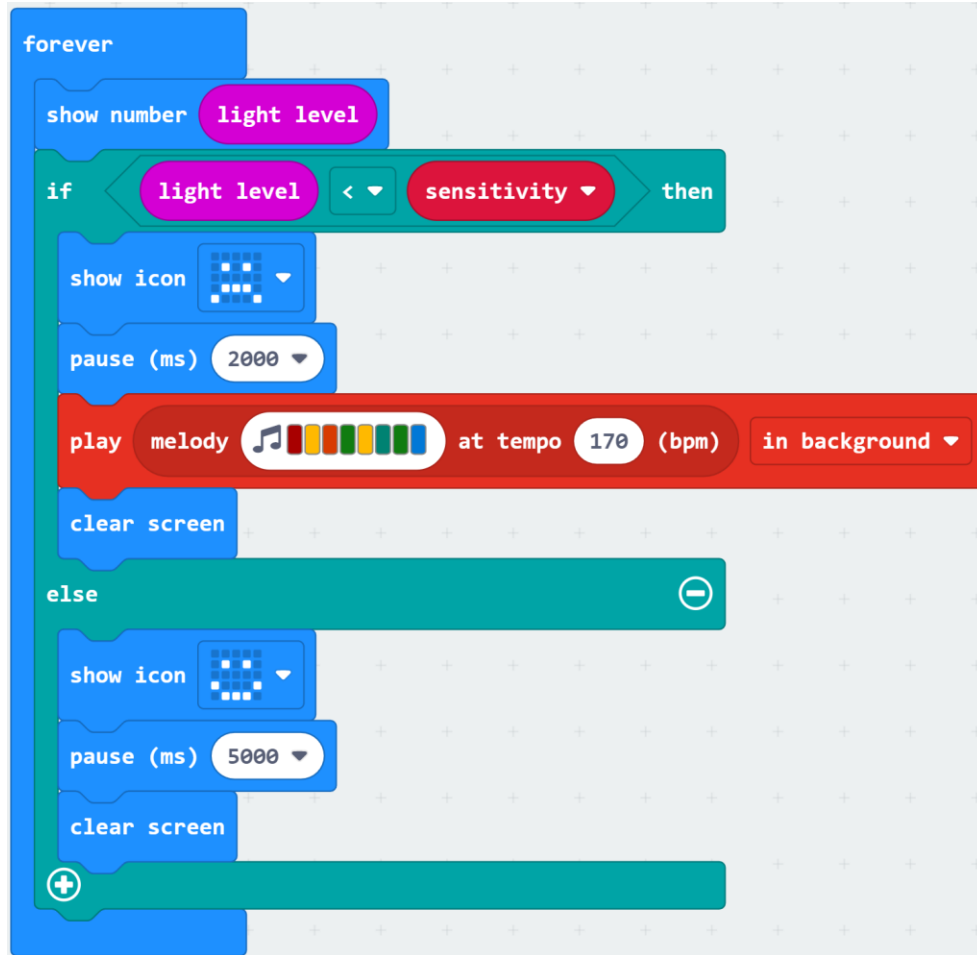 forever
show number light level
if light level < sensitivity then
show icon
pause (ms) 2000
play melody at tempo 170 (bpm) in background
clear screen
else
show icon
pause (ms) 5000
clear screen